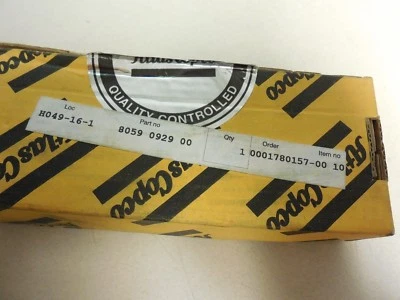 Atlas Copco
QUALITY CONTROLLED
Loc Part no Qty Order Item no
H049-16-1 8059 0929 00 1 0001780157-00 10
Atlas Copco
Atlas Copco